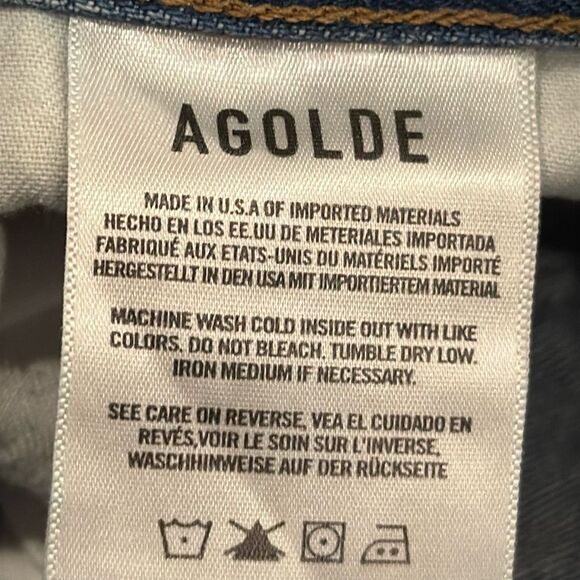 AGOLDE
MADE IN U.S.A OF IMPORTED MATERIALS
HECHO EN LOS EE.UU DE METERIALES IMPORTADA
FABRIQUÉ AUX ETATS-UNIS DU MATÉRIELS IMPORTÉ
HERGESTELLT IN DEN USA MIT IMPORTIERTEM MATERIAL
MACHINE WASH COLD INSIDE OUT WITH LIKE
COLORS. DO NOT BLEACH. TUMBLE DRY LOW.
IRON MEDIUM IF NECESSARY.
SEE CARE ON REVERSE, VEA EL CUIDADO EN
REVÉS,VOIR LE SOIN SUR L'INVERSE,
WASCHHINWEISE AUF DER RÜCKSEITE